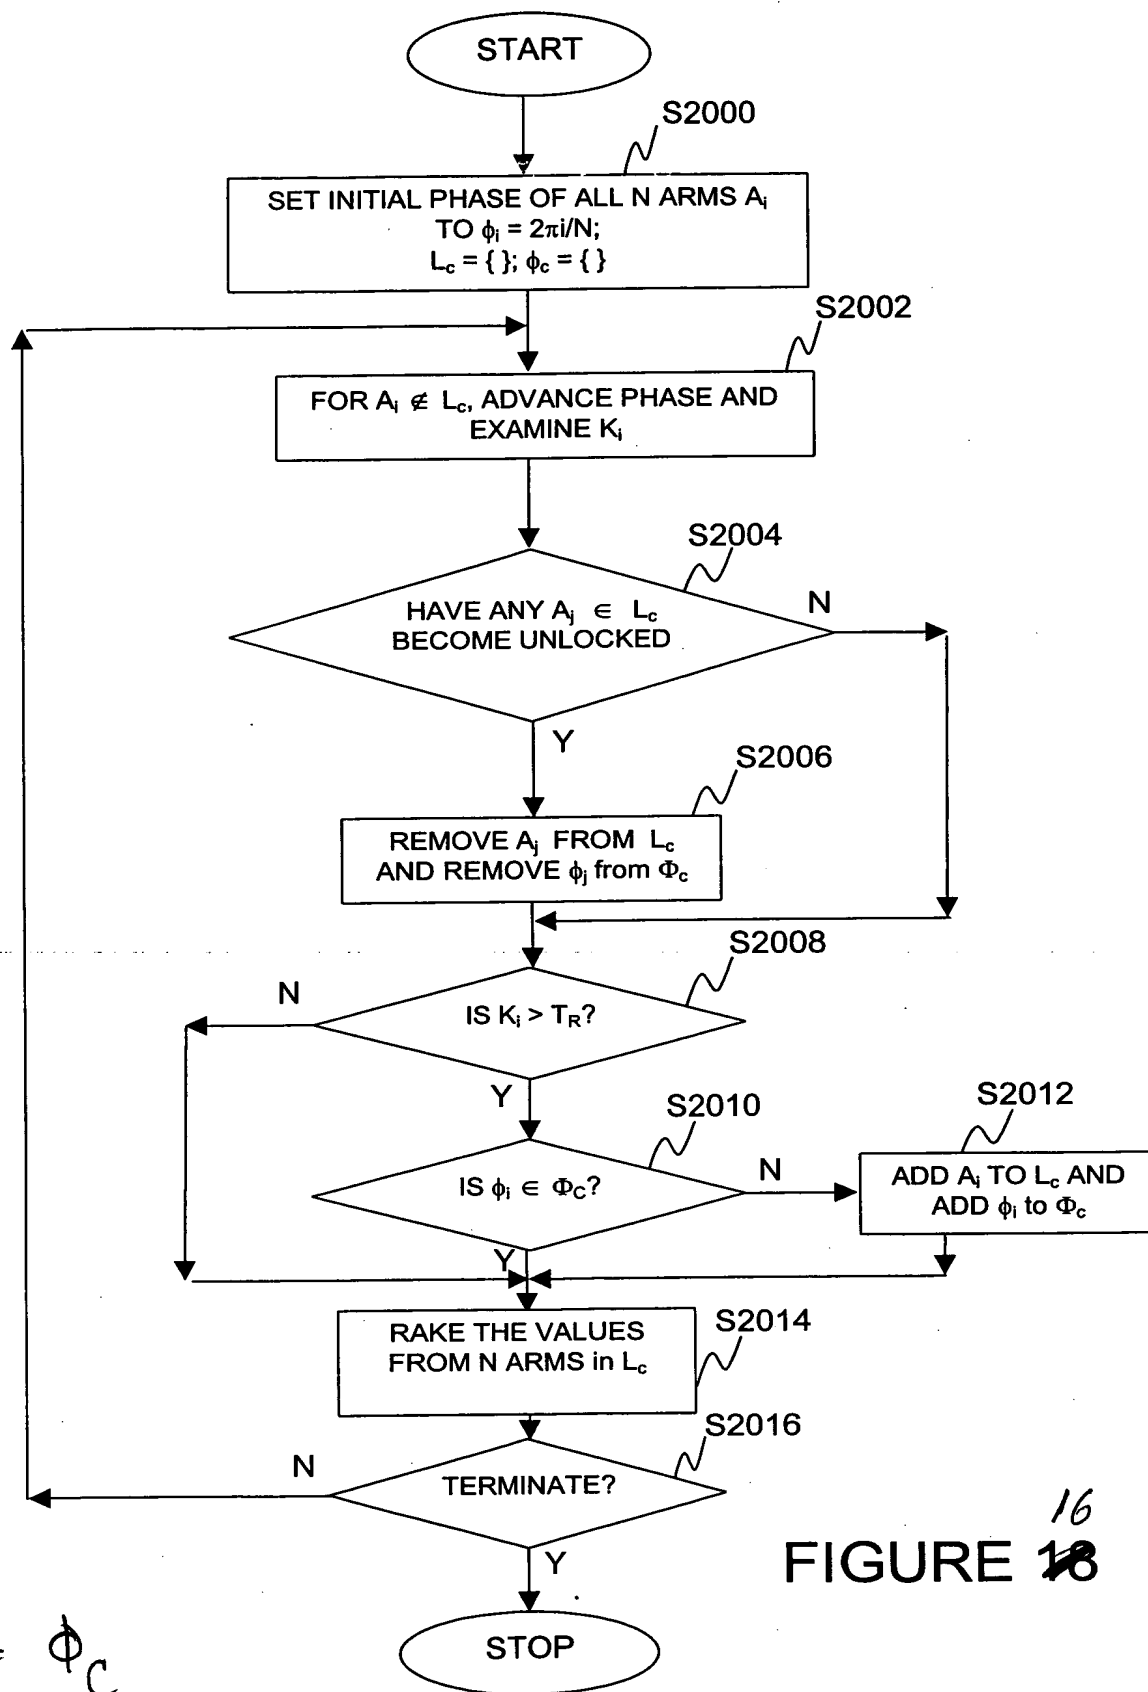 START
S2000
SET INITIAL PHASE OF ALL N ARMS Aᵢ
TO ϕᵢ = 2πi/N;
L꜀ = { }; ϕ꜀ = { }
S2002
FOR Aᵢ ∉ L꜀, ADVANCE PHASE AND
EXAMINE Kᵢ
S2004
HAVE ANY Aⱼ ∈ L꜀
BECOME UNLOCKED
N
Y
S2006
REMOVE Aⱼ FROM L꜀
AND REMOVE ϕⱼ from Φ꜀
S2008
N
IS Kᵢ > T_R?
Y
S2010
IS ϕᵢ ∈ Φ_C?
N
S2012
ADD Aᵢ TO L꜀ AND
ADD ϕᵢ to Φ꜀
Y
RAKE THE VALUES
FROM N ARMS in L꜀
S2014
S2016
N
TERMINATE?
Y
16
FIGURE 18
STOP
ϕ_C